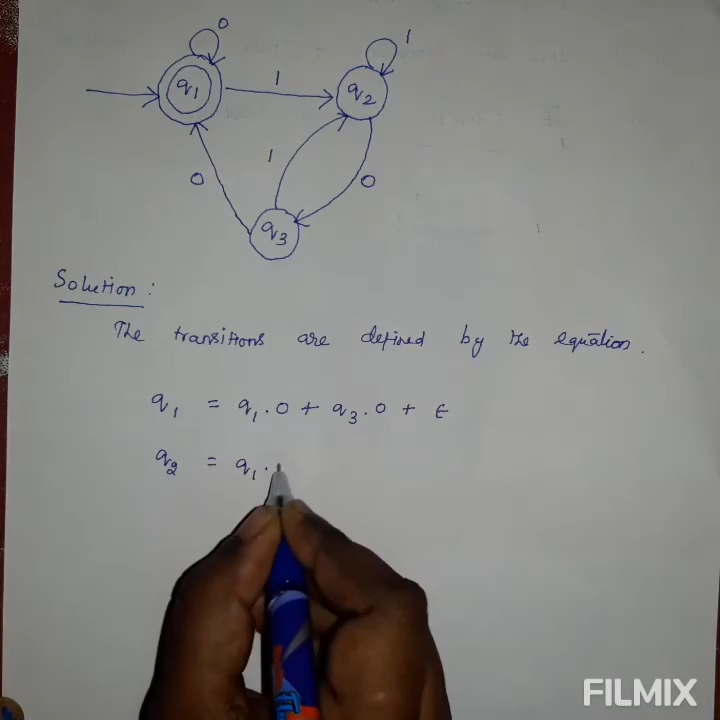 0
1
q1
1
q2
1
0
0
q3
Solution :
The transitions are defined by the equation.
q1 = q1 . 0 + q3 . 0 + ε
q2 = q1 .
FILMIX